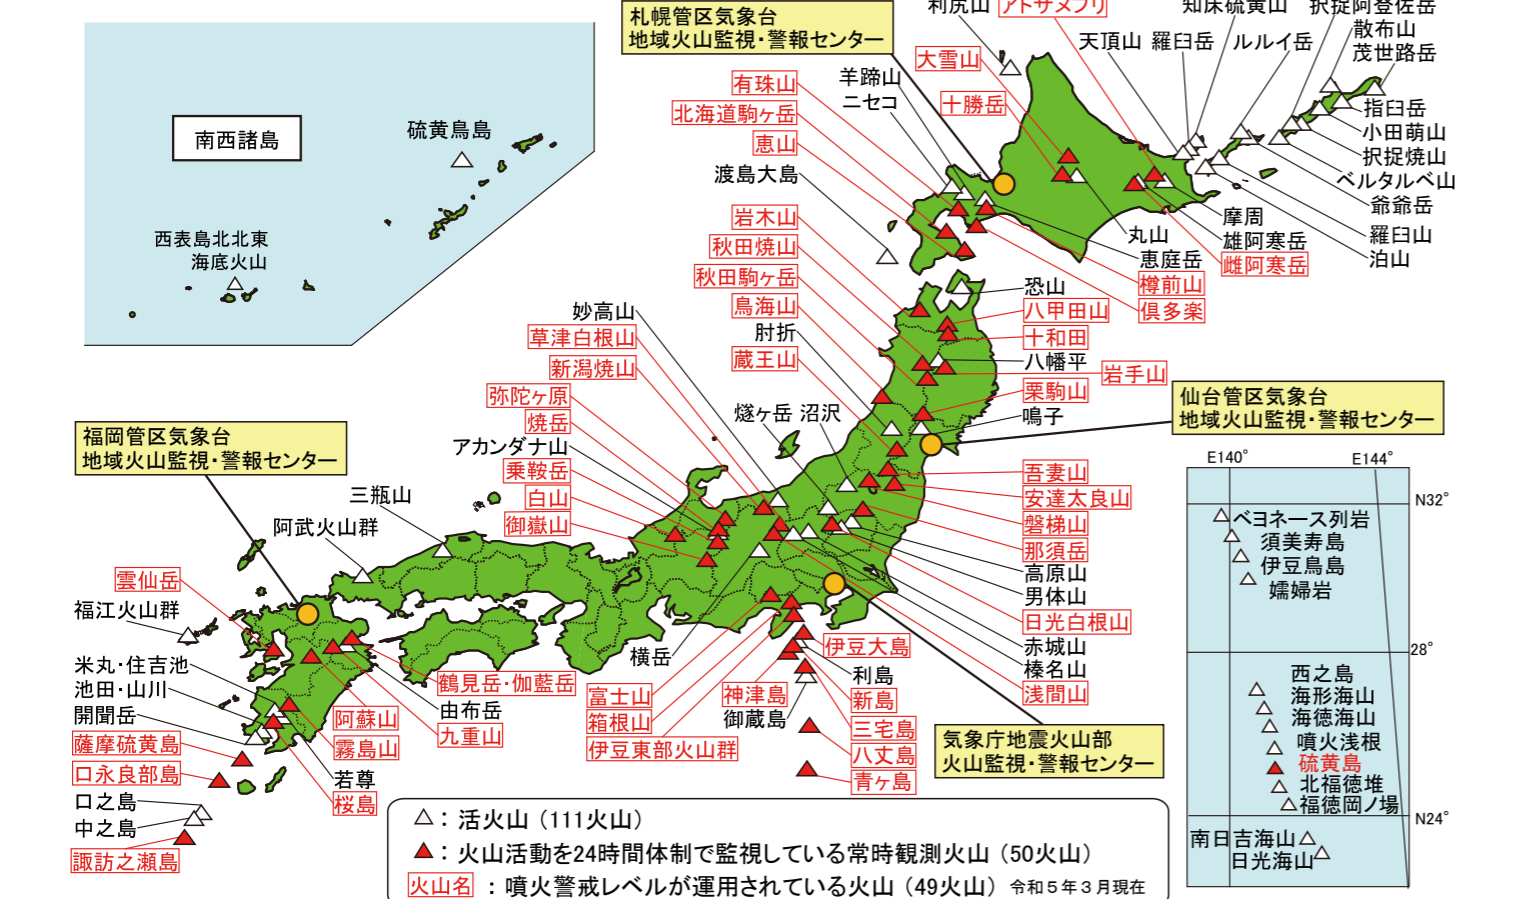 札幌管区気象台
地域火山監視・警報センター
利尻山
アトサヌプリ
知床硫黄山
択捉阿登佐岳
散布山
茂世路岳
天頂山
羅臼岳
ルルイ岳
大雪山
十勝岳
羊蹄山
ニセコ
有珠山
北海道駒ヶ岳
恵山
渡島大島
指臼岳
小田萌山
択捉焼山
ベルタルベ山
爺爺岳
羅臼山
泊山
摩周
雄阿寒岳
雌阿寒岳
丸山
恵庭岳
樽前山
倶多楽
南西諸島
硫黄鳥島
西表島北北東
海底火山
岩木山
秋田焼山
秋田駒ヶ岳
鳥海山
肘折
蔵王山
恐山
八甲田山
十和田
八幡平
岩手山
栗駒山
鳴子
仙台管区気象台
地域火山監視・警報センター
妙高山
草津白根山
新潟焼山
弥陀ヶ原
焼岳
アカンダナ山
乗鞍岳
白山
御嶽山
燧ヶ岳
沼沢
吾妻山
安達太良山
磐梯山
那須岳
高原山
男体山
日光白根山
赤城山
榛名山
浅間山
横岳
福岡管区気象台
地域火山監視・警報センター
三瓶山
阿武火山群
雲仙岳
福江火山群
米丸・住吉池
池田・山川
開聞岳
薩摩硫黄島
口永良部島
口之島
中之島
諏訪之瀬島
鶴見岳・伽藍岳
由布岳
九重山
阿蘇山
霧島山
若尊
桜島
富士山
箱根山
伊豆東部火山群
伊豆大島
利島
新島
神津島
三宅島
御蔵島
八丈島
青ヶ島
気象庁地震火山部
火山監視・警報センター
E140°
E144°
N32°
ベヨネース列岩
須美寿島
伊豆鳥島
孀婦岩
28°
西之島
海形海山
海徳海山
噴火浅根
硫黄島
北福徳堆
福徳岡ノ場
N24°
南日吉海山
日光海山
△：活火山（111火山）
▲：火山活動を24時間体制で監視している常時観測火山（50火山）
火山名：噴火警戒レベルが運用されている火山（49火山） 令和５年３月現在